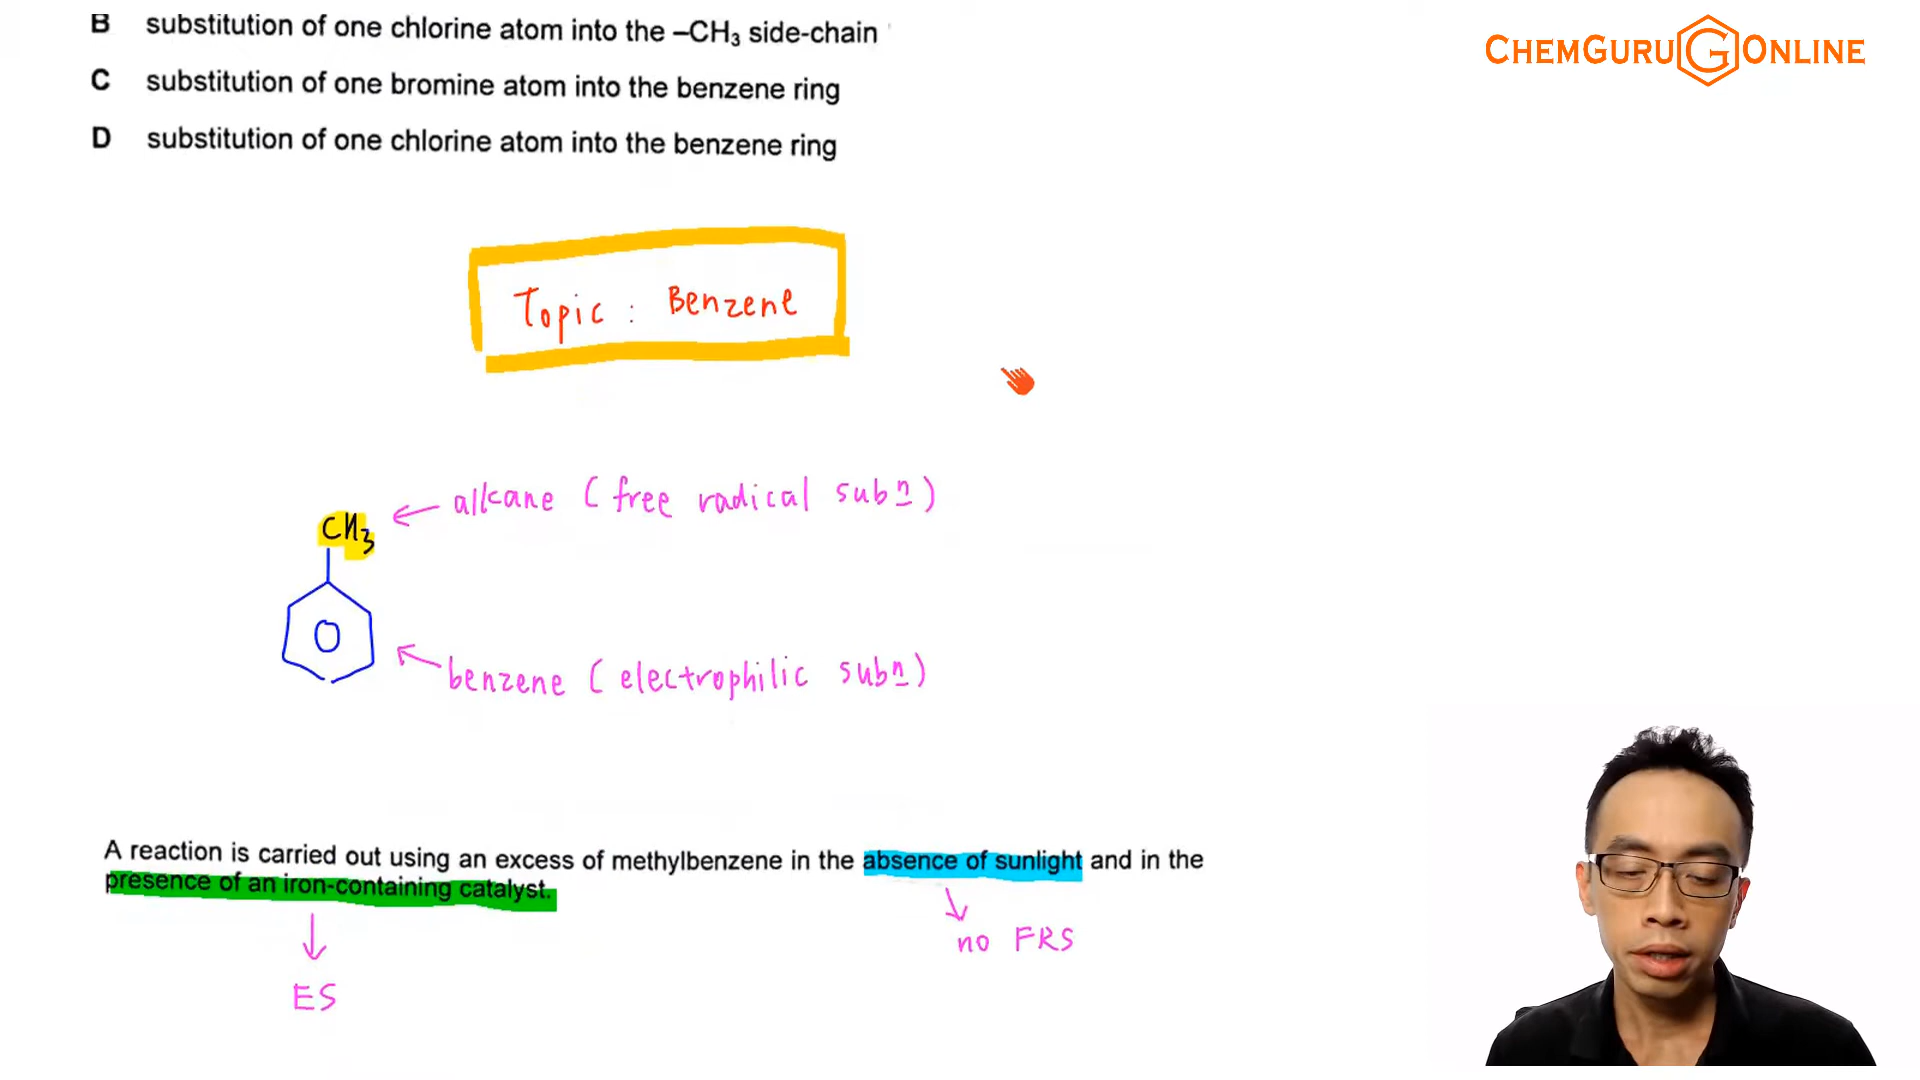 B substitution of one chlorine atom into the –CH₃ side-chain
C substitution of one bromine atom into the benzene ring
D substitution of one chlorine atom into the benzene ring
CHEMGURU G ONLINE
Topic : Benzene
CH₃
alkane (free radical subn)
benzene (electrophilic subn)
A reaction is carried out using an excess of methylbenzene in the absence of sunlight and in the
presence of an iron-containing catalyst.
no FRS
ES